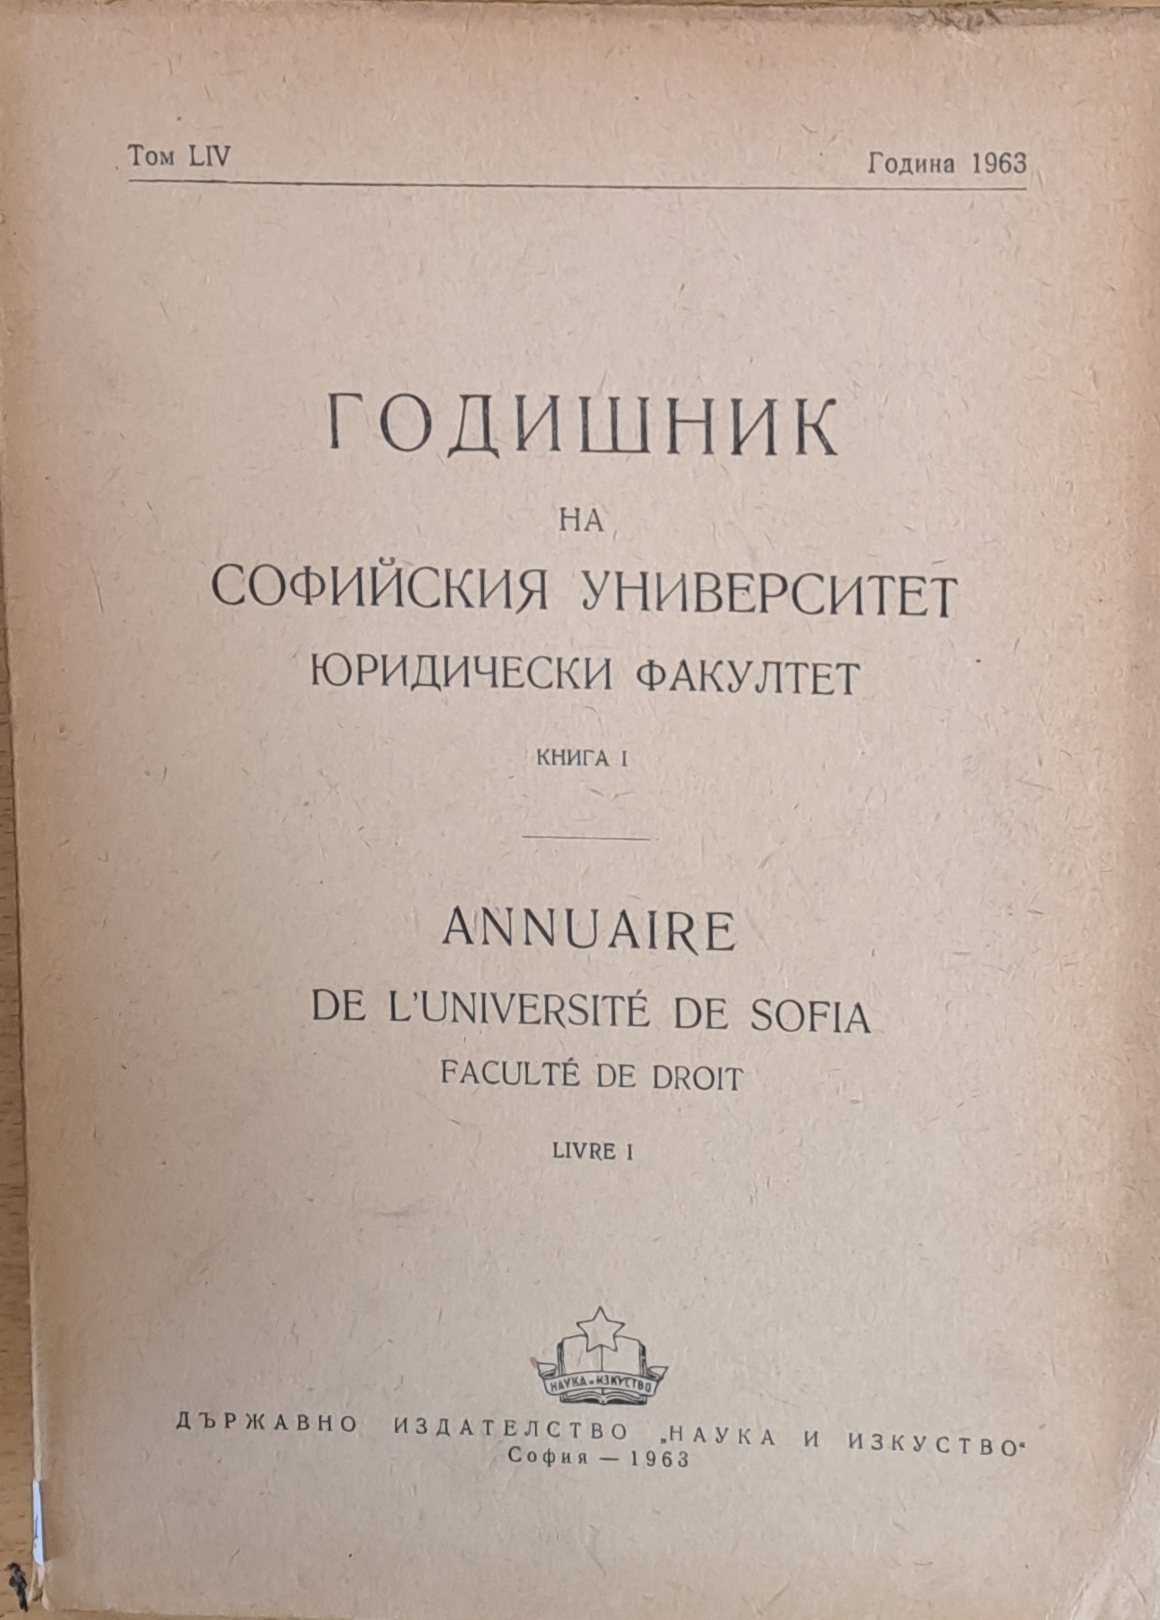 Том LIV
Година 1963
ГОДИШНИК
НА
СОФИЙСКИЯ УНИВЕРСИТЕТ
ЮРИДИЧЕСКИ ФАКУЛТЕТ
КНИГА I
ANNUAIRE
DE L'UNIVERSITÉ DE SOFIA
FACULTÉ DE DROIT
LIVRE I
НАУКА и ИЗКУСТВО
ДЪРЖАВНО ИЗДАТЕЛСТВО „НАУКА И ИЗКУСТВО“
София — 1963